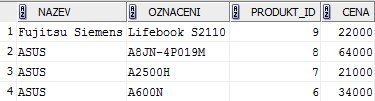 NAZEV OZNACENI PRODUKT_ID CENA
1 Fujitsu Siemens Lifebook S2110 9 22000
2 ASUS A8JN-4P019M 8 64000
3 ASUS A2500H 7 21000
4 ASUS A600N 6 34000